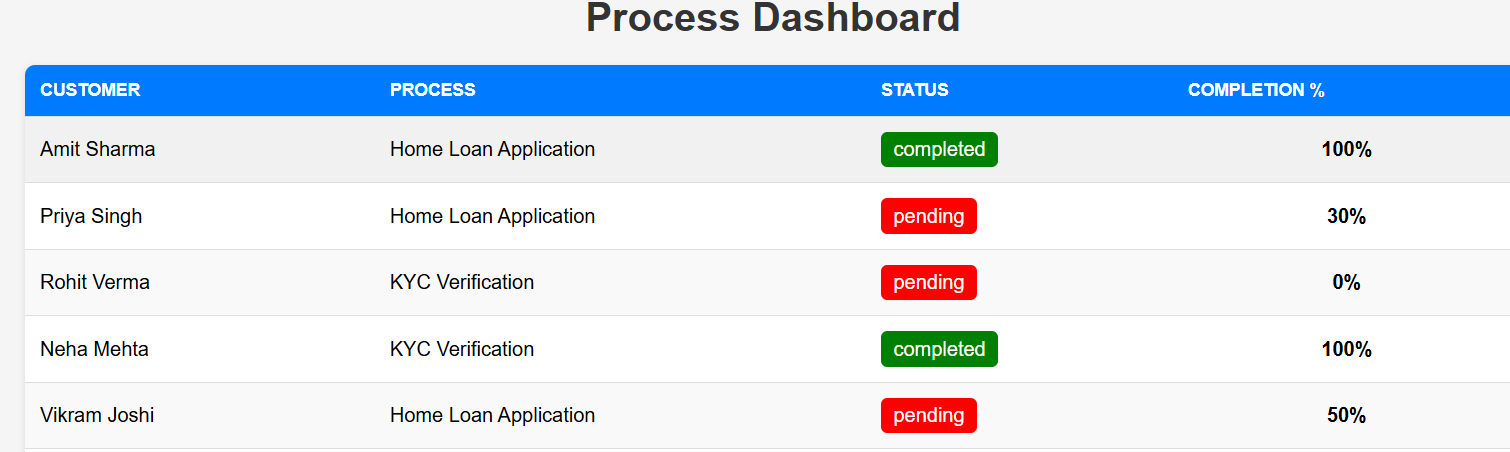 Process Dashboard
CUSTOMER PROCESS STATUS COMPLETION %
Amit Sharma Home Loan Application completed 100%
Priya Singh Home Loan Application pending 30%
Rohit Verma KYC Verification pending 0%
Neha Mehta KYC Verification completed 100%
Vikram Joshi Home Loan Application pending 50%